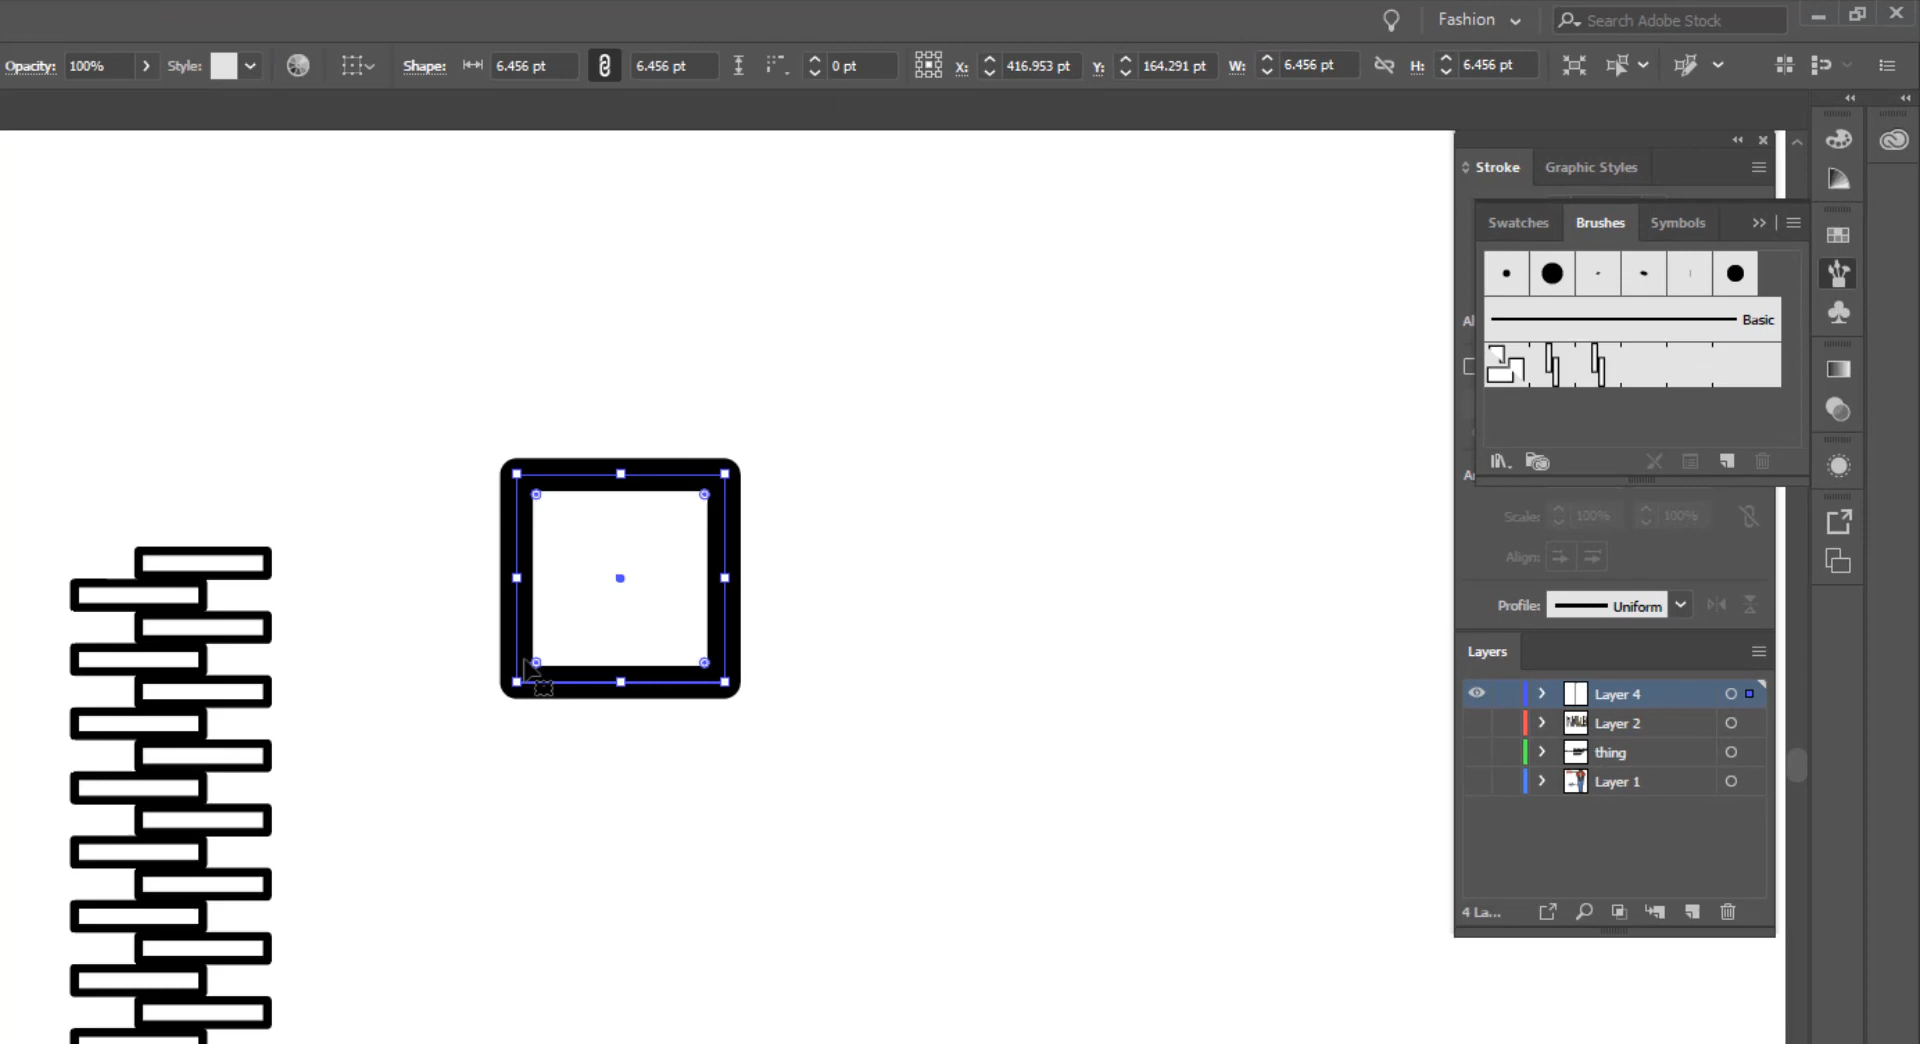 Fashion
Search Adobe Stock
Opacity: 100% Style: Shape: 6.456 pt 6.456 pt 0 pt X: 416.953 pt Y: 164.291 pt W: 6.456 pt H: 6.456 pt
Stroke Graphic Styles
Swatches Brushes Symbols
Basic
Scale: 100% 100%
Align:
Profile: Uniform
Layers
Layer 4
Layer 2
thing
Layer 1
4 La...